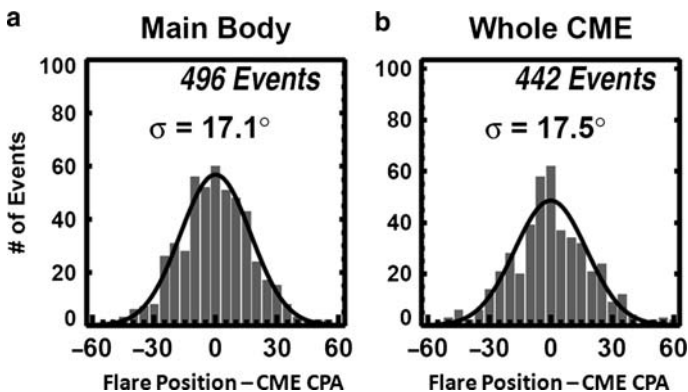 a Main Body
496 Events
σ = 17.1°
# of Events
100
80
60
40
20
0
−60 −30 0 30 60
Flare Position – CME CPA
b Whole CME
442 Events
σ = 17.5°
100
80
60
40
20
0
−60 −30 0 30 60
Flare Position – CME CPA